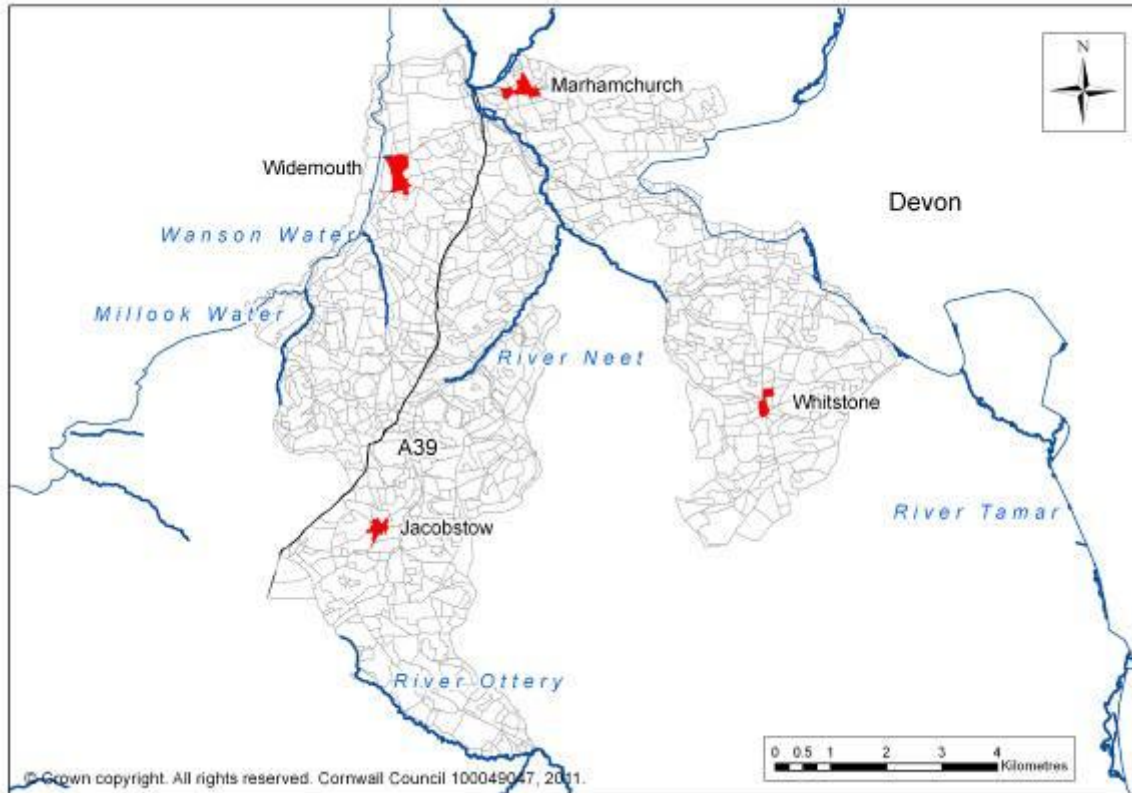 N
Marhamchurch
Widemouth
Devon
Wanson Water
Millook Water
River Neet
Whitstone
A39
River Tamar
Jacobstow
River Ottery
0 0.5 1 2 3 4
Kilometres
© Crown copyright. All rights reserved. Cornwall Council 100049047, 2011.